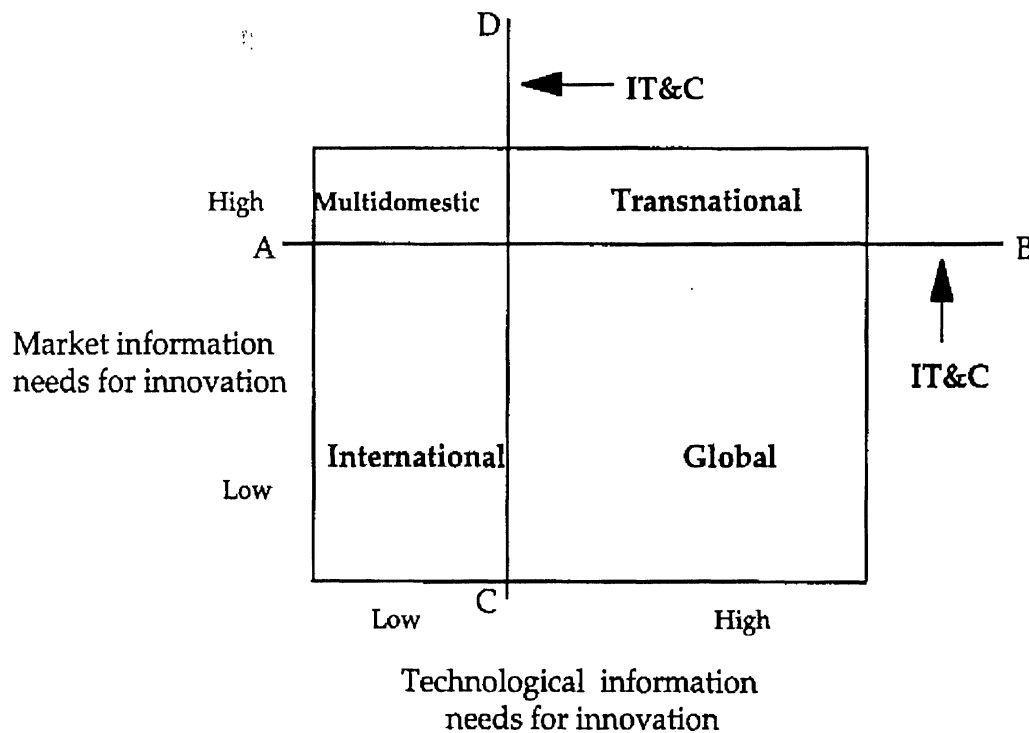 D
IT&C
High
Multidomestic
Transnational
A
B
Market information
needs for innovation
IT&C
International
Global
Low
C
Low
High
Technological information
needs for innovation